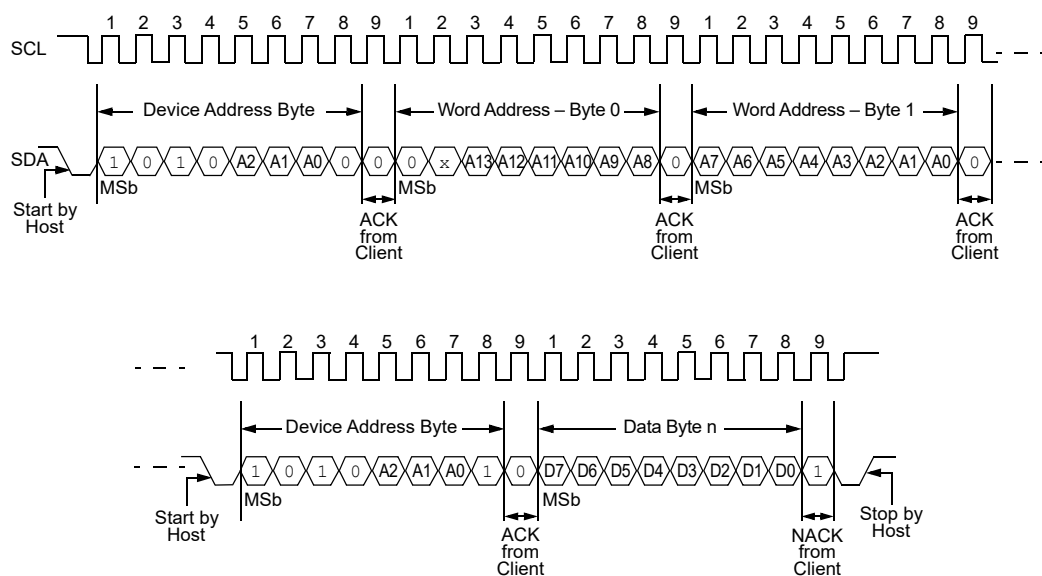 1 2 3 4 5 6 7 8 9 1 2 3 4 5 6 7 8 9 1 2 3 4 5 6 7 8 9
SCL
Device Address Byte
Word Address – Byte 0
Word Address – Byte 1
SDA
1 0 1 0 A2 A1 A0 0 0 0 x A13 A12 A11 A10 A9 A8 0 A7 A6 A5 A4 A3 A2 A1 A0 0
MSb
MSb
MSb
Start by
Host
ACK
from
Client
ACK
from
Client
ACK
from
Client
1 2 3 4 5 6 7 8 9 1 2 3 4 5 6 7 8 9
Device Address Byte
Data Byte n
1 0 1 0 A2 A1 A0 1 0 D7 D6 D5 D4 D3 D2 D1 D0 1
MSb
MSb
Start by
Host
ACK
from
Client
NACK
from
Client
Stop by
Host